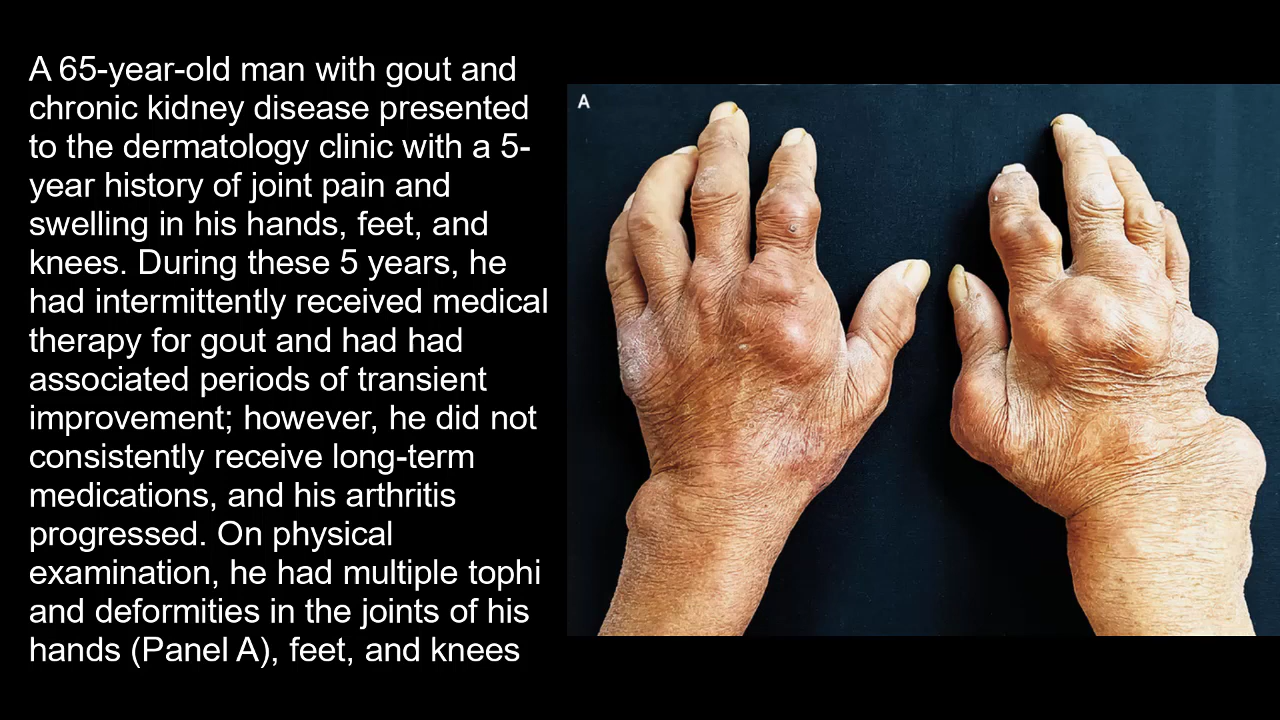 A 65-year-old man with gout and
chronic kidney disease presented
to the dermatology clinic with a 5-
year history of joint pain and
swelling in his hands, feet, and
knees. During these 5 years, he
had intermittently received medical
therapy for gout and had had
associated periods of transient
improvement; however, he did not
consistently receive long-term
medications, and his arthritis
progressed. On physical
examination, he had multiple tophi
and deformities in the joints of his
hands (Panel A), feet, and knees
A